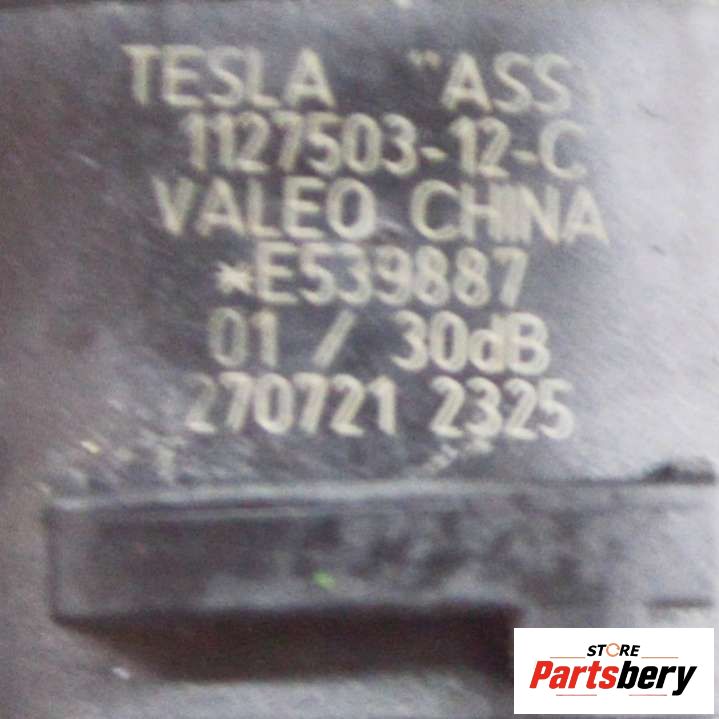 TESLA "ASS
1127503-12-C
VALEO CHINA
*E539887
01 / 30dB
270721 2325
STORE
Partsbery